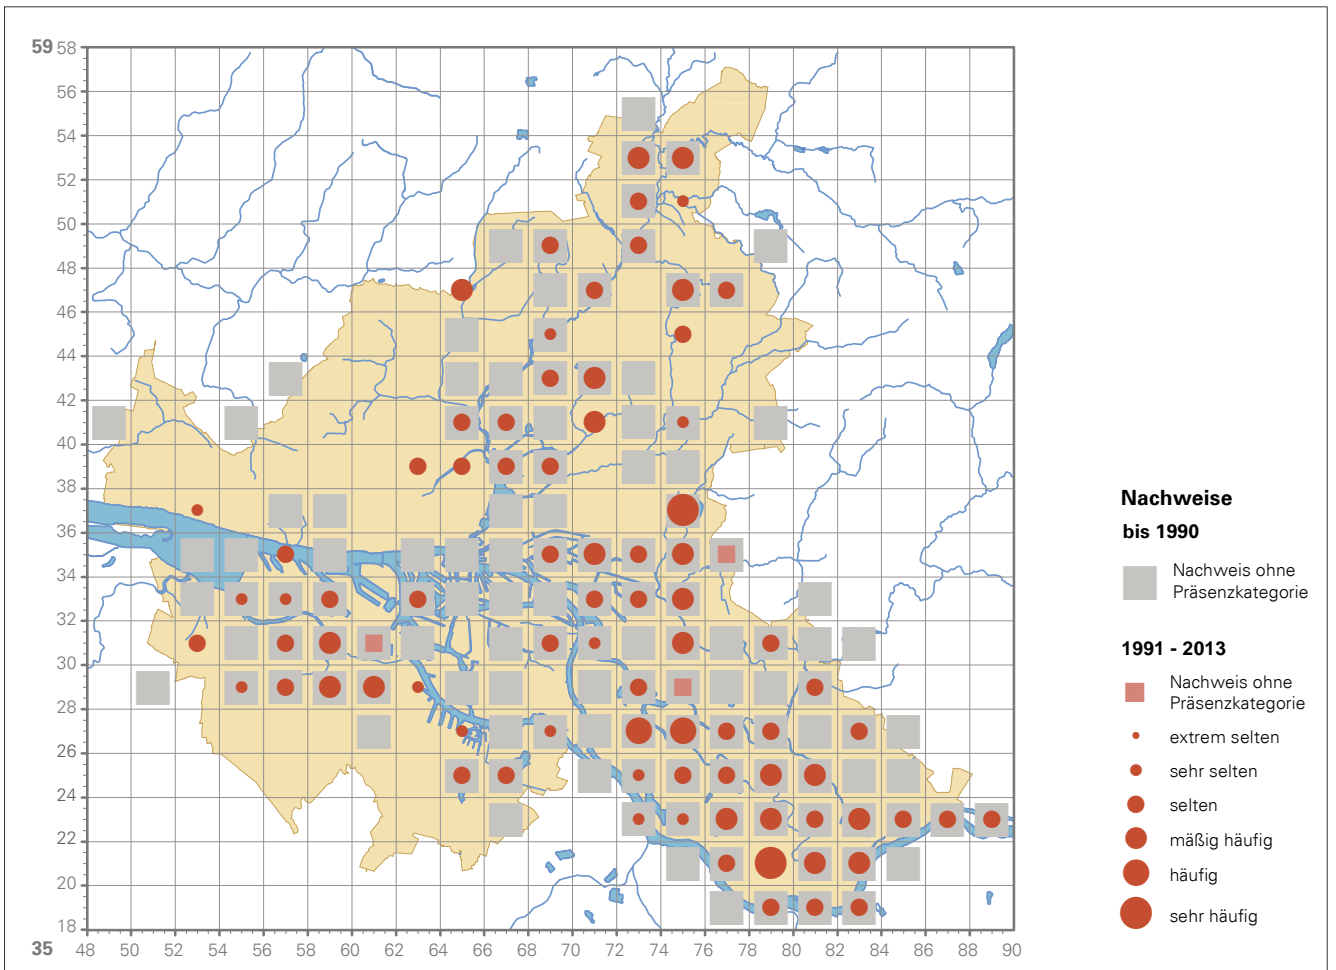 59 58
56
54
52
50
48
46
44
42
40
38
36
34
32
30
28
26
24
22
20
18
35
48 50 52 54 56 58 60 62 64 66 68 70 72 74 76 78 80 82 84 86 88 90
Nachweise
bis 1990
Nachweis ohne
Präsenzkategorie
1991 - 2013
Nachweis ohne
Präsenzkategorie
extrem selten
sehr selten
selten
mäßig häufig
häufig
sehr häufig